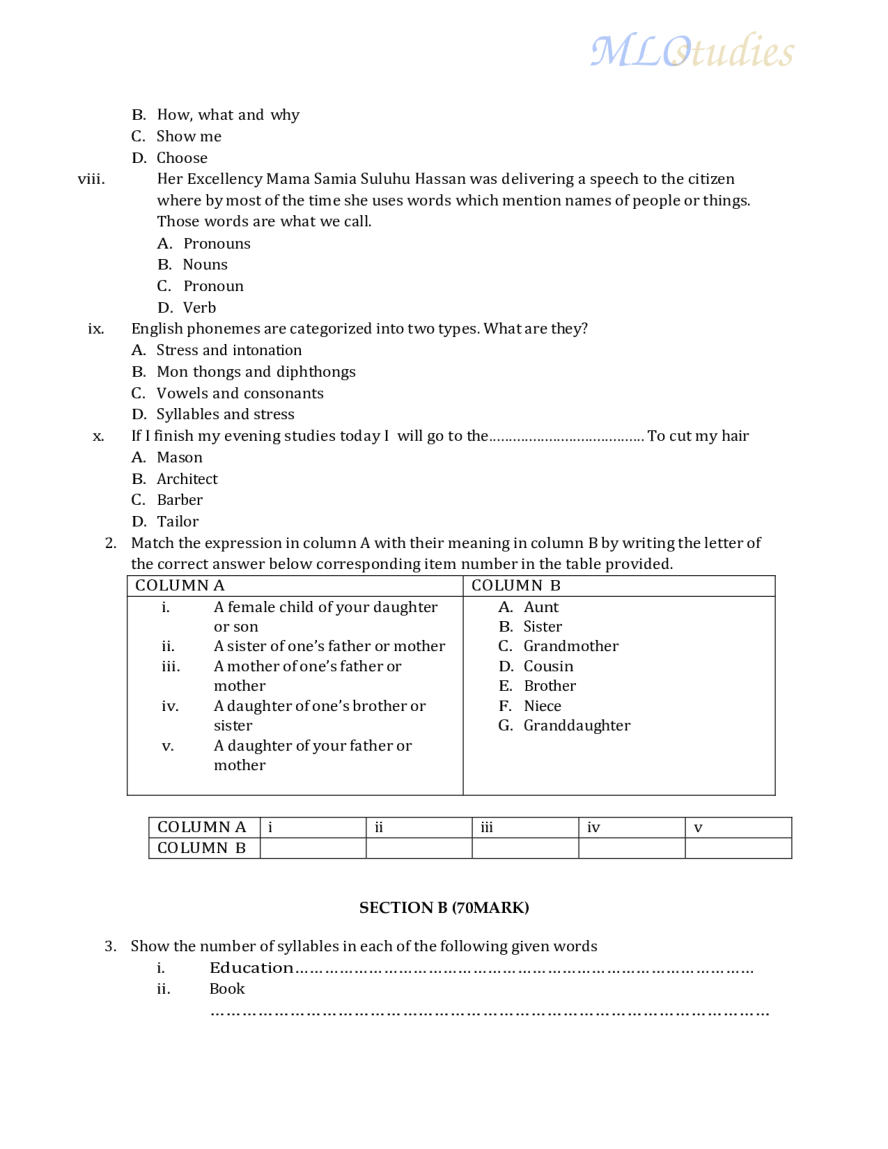 MLOstudies
B. How, what and why
C. Show me
D. Choose
viii. Her Excellency Mama Samia Suluhu Hassan was delivering a speech to the citizen
where by most of the time she uses words which mention names of people or things.
Those words are what we call.
A. Pronouns
B. Nouns
C. Pronoun
D. Verb
ix. English phonemes are categorized into two types. What are they?
A. Stress and intonation
B. Mon thongs and diphthongs
C. Vowels and consonants
D. Syllables and stress
x. If I finish my evening studies today I will go to the....................................... To cut my hair
A. Mason
B. Architect
C. Barber
D. Tailor
2. Match the expression in column A with their meaning in column B by writing the letter of
the correct answer below corresponding item number in the table provided.
COLUMN A COLUMN B
i. A female child of your daughter
or son
ii. A sister of one's father or mother
iii. A mother of one's father or
mother
iv. A daughter of one's brother or
sister
v. A daughter of your father or
mother
A. Aunt
B. Sister
C. Grandmother
D. Cousin
E. Brother
F. Niece
G. Granddaughter
COLUMN A i ii iii iv v
COLUMN B
SECTION B (70MARK)
3. Show the number of syllables in each of the following given words
i. Education…………………………………………………………………………………
ii. Book
……………………………………………………………………………………………